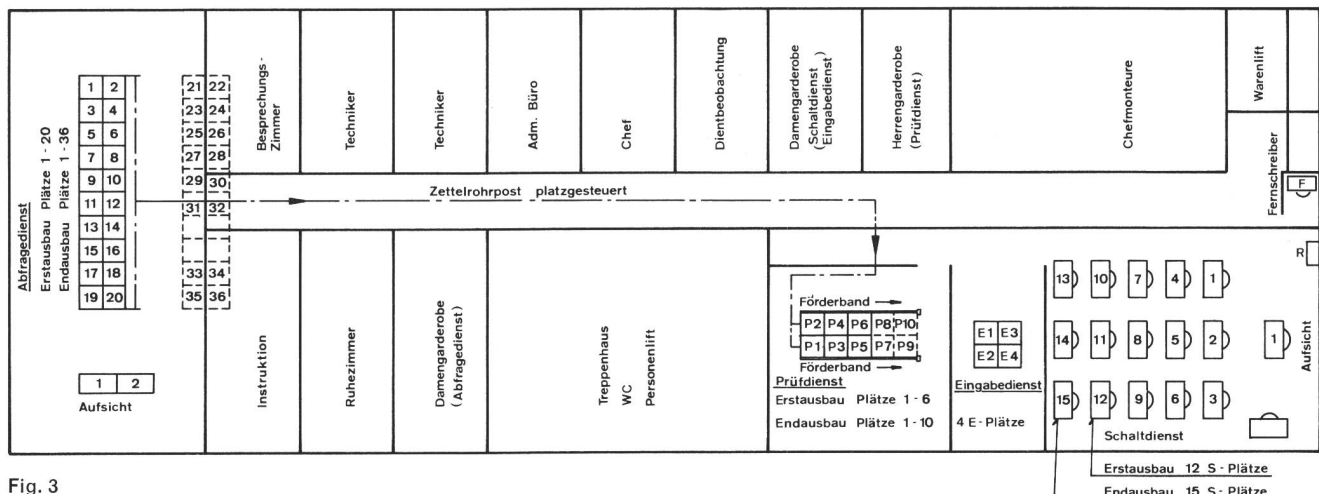 Abfragedienst
Erstausbau Plätze 1 - 20
Endausbau Plätze 1 - 36
1 2
3 4
5 6
7 8
9 10
11 12
13 14
15 16
17 18
19 20
21 22
23 24
25 26
27 28
29 30
31 32
33 34
35 36
1 2
Aufsicht
Besprechungs-
Zimmer
Techniker
Techniker
Adm. Büro
Chef
Dientbeobachtung
Damengarderobe
(Schaltdienst
Eingabedienst)
Herrengarderobe
(Prüfdienst)
Chefmonteure
Warenlift
Fernschreiber
F
Zettelrohrpost platzgesteuert
Instruktion
Ruhezimmer
Damengarderobe
(Abfragedienst)
Treppenhaus
WC
Personenlift
Förderband
P2 P4 P6 P8 P10
P1 P3 P5 P7 P9
Förderband
Prüfdienst
Erstausbau Plätze 1 - 6
Endausbau Plätze 1 - 10
E1 E3
E2 E4
Eingabedienst
4 E - Plätze
R
13 10 7 4 1
14 11 8 5 2
15 12 9 6 3
1
Aufsicht
Schaltdienst
Erstausbau 12 S - Plätze
Endausbau 15 S - Plätze
Fig. 3